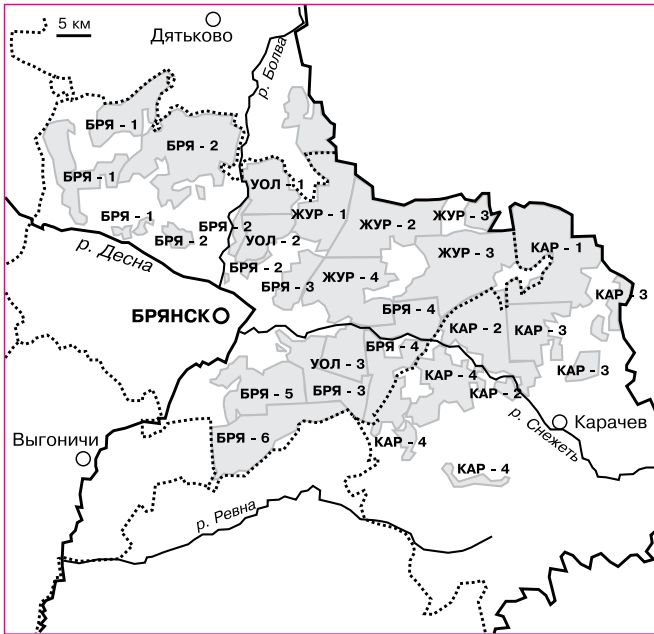 5 км
Дятьково
р. Болва
БРЯ - 1
БРЯ - 2
БРЯ - 1
УОЛ - 1
БРЯ - 1
БРЯ - 2
БРЯ - 2
ЖУР - 1
ЖУР - 2
ЖУР - 3
УОЛ - 2
ЖУР - 3
КАР - 1
р. Десна
БРЯ - 2
БРЯ - 3
ЖУР - 4
КАР - 3
БРЯНСК
БРЯ - 4
КАР - 2
КАР - 3
БРЯ - 4
УОЛ - 3
КАР - 4
КАР - 3
БРЯ - 5
БРЯ - 3
КАР - 2
р. Снежеть
Карачев
Выгоничи
БРЯ - 6
КАР - 4
КАР - 4
р. Ревна